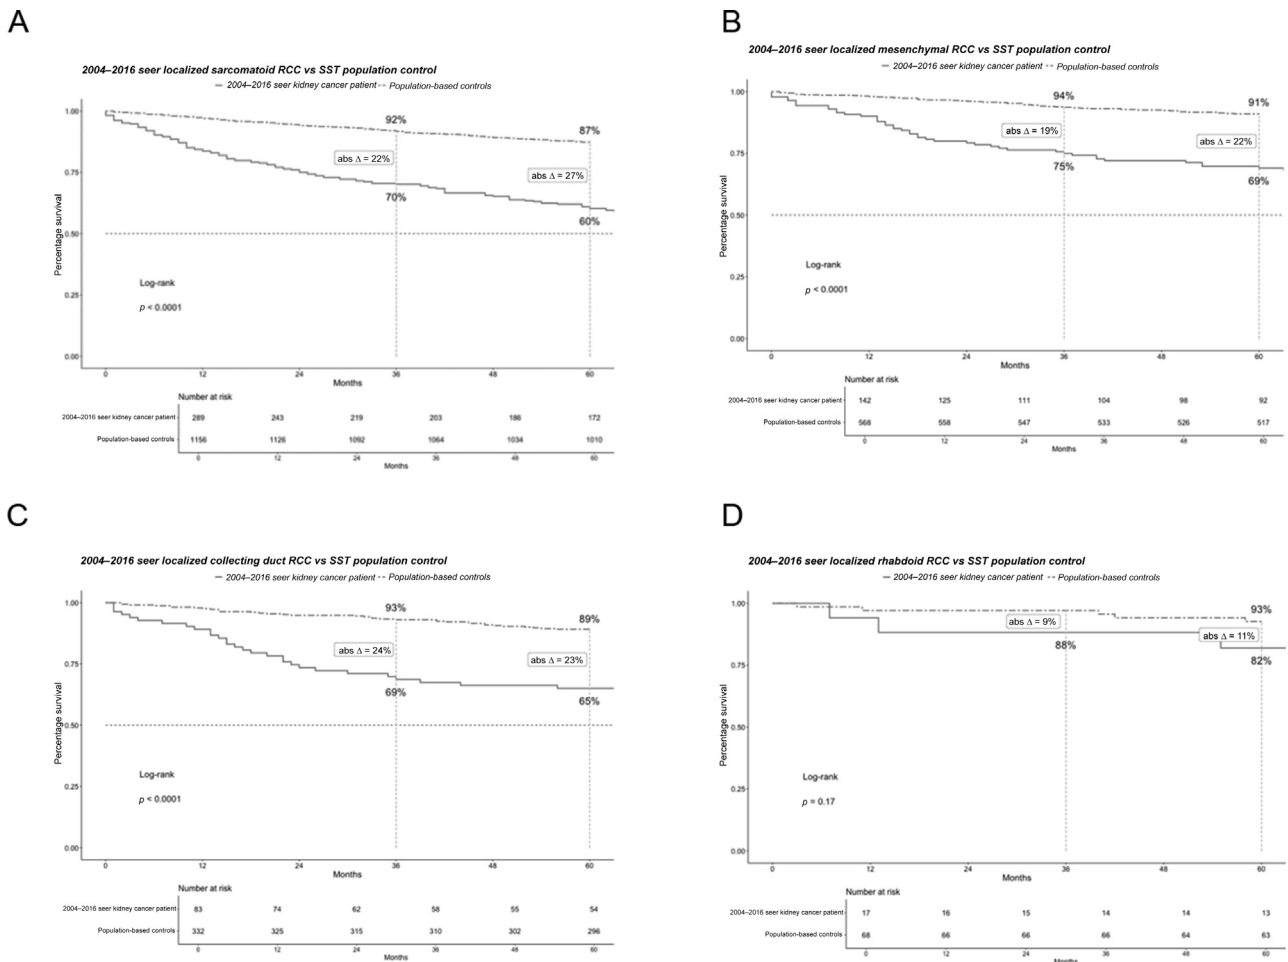 A
2004–2016 seer localized sarcomatoid RCC vs SST population control
2004–2016 seer kidney cancer patient Population-based controls
1.00
0.75
0.50
0.25
0.00
Percentage survival
92%
87%
abs Δ = 22%
abs Δ = 27%
70%
60%
Log-rank
p < 0.0001
0 12 24 36 48 60
Months
Number at risk
2004–2016 seer kidney cancer patient 289 243 219 203 186 172
Population-based controls 1156 1126 1092 1064 1034 1010
0 12 24 36 48 60
Months
B
2004–2016 seer localized mesenchymal RCC vs SST population control
2004–2016 seer kidney cancer patient Population-based controls
1.00
0.75
0.50
0.25
0.00
Percentage survival
94%
91%
abs Δ = 19%
abs Δ = 22%
75%
69%
Log-rank
p < 0.0001
0 12 24 36 48 60
Months
Number at risk
2004–2016 seer kidney cancer patient 142 125 111 104 98 92
Population-based controls 568 558 547 533 526 517
0 12 24 36 48 60
Months
C
2004–2016 seer localized collecting duct RCC vs SST population control
2004–2016 seer kidney cancer patient Population-based controls
1.00
0.75
0.50
0.25
0.00
Percentage survival
93%
89%
abs Δ = 24%
abs Δ = 23%
69%
65%
Log-rank
p < 0.0001
0 12 24 36 48 60
Months
Number at risk
2004–2016 seer kidney cancer patient 83 74 62 58 55 54
Population-based controls 332 325 315 310 302 296
0 12 24 36 48 60
Months
D
2004–2016 seer localized rhabdoid RCC vs SST population control
2004–2016 seer kidney cancer patient Population-based controls
1.00
0.75
0.50
0.25
0.00
Percentage survival
93%
abs Δ = 9%
abs Δ = 11%
88%
82%
Log-rank
p = 0.17
0 12 24 36 48 60
Months
Number at risk
2004–2016 seer kidney cancer patient 17 16 15 14 14 13
Population-based controls 68 66 66 66 64 63
0 12 24 36 48 60
Months